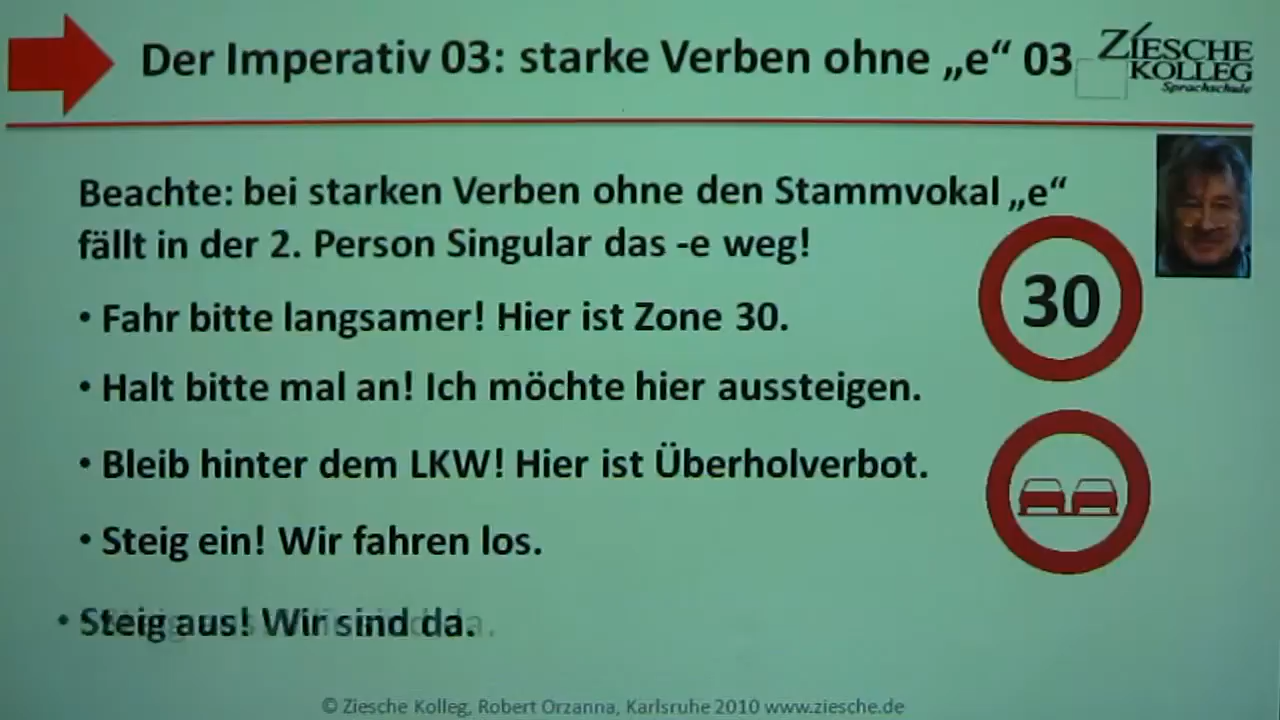 Der Imperativ 03: starke Verben ohne „e“ 03
ZIESCHE
KOLLEG
Sprachschule
Beachte: bei starken Verben ohne den Stammvokal „e“
fällt in der 2. Person Singular das -e weg!
• Fahr bitte langsamer! Hier ist Zone 30.
30
• Halt bitte mal an! Ich möchte hier aussteigen.
• Bleib hinter dem LKW! Hier ist Überholverbot.
• Steig ein! Wir fahren los.
• Steig aus! Wir sind da.
© Ziesche Kolleg, Robert Orzanna, Karlsruhe 2010 www.ziesche.de